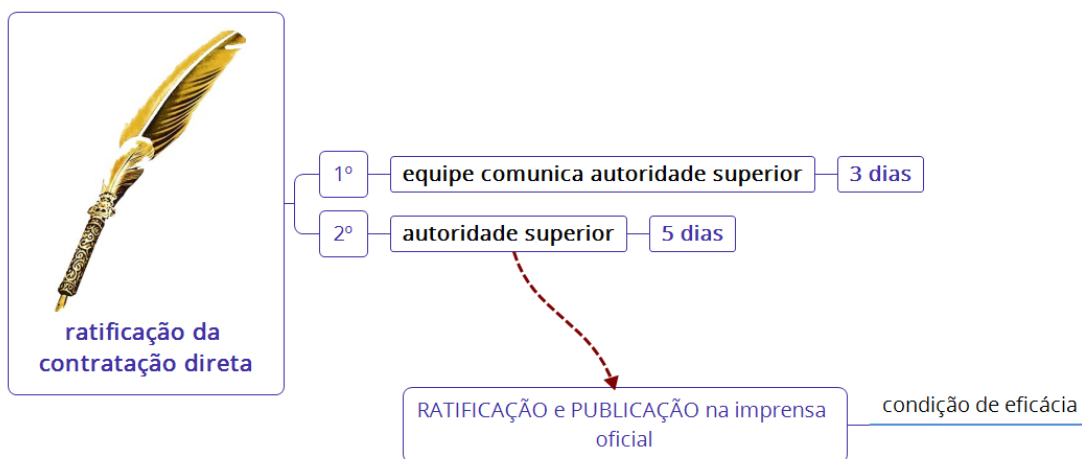 ratificação da
contratação direta
1º
equipe comunica autoridade superior
3 dias
2º
autoridade superior
5 dias
RATIFICAÇÃO e PUBLICAÇÃO na imprensa
oficial
condição de eficácia